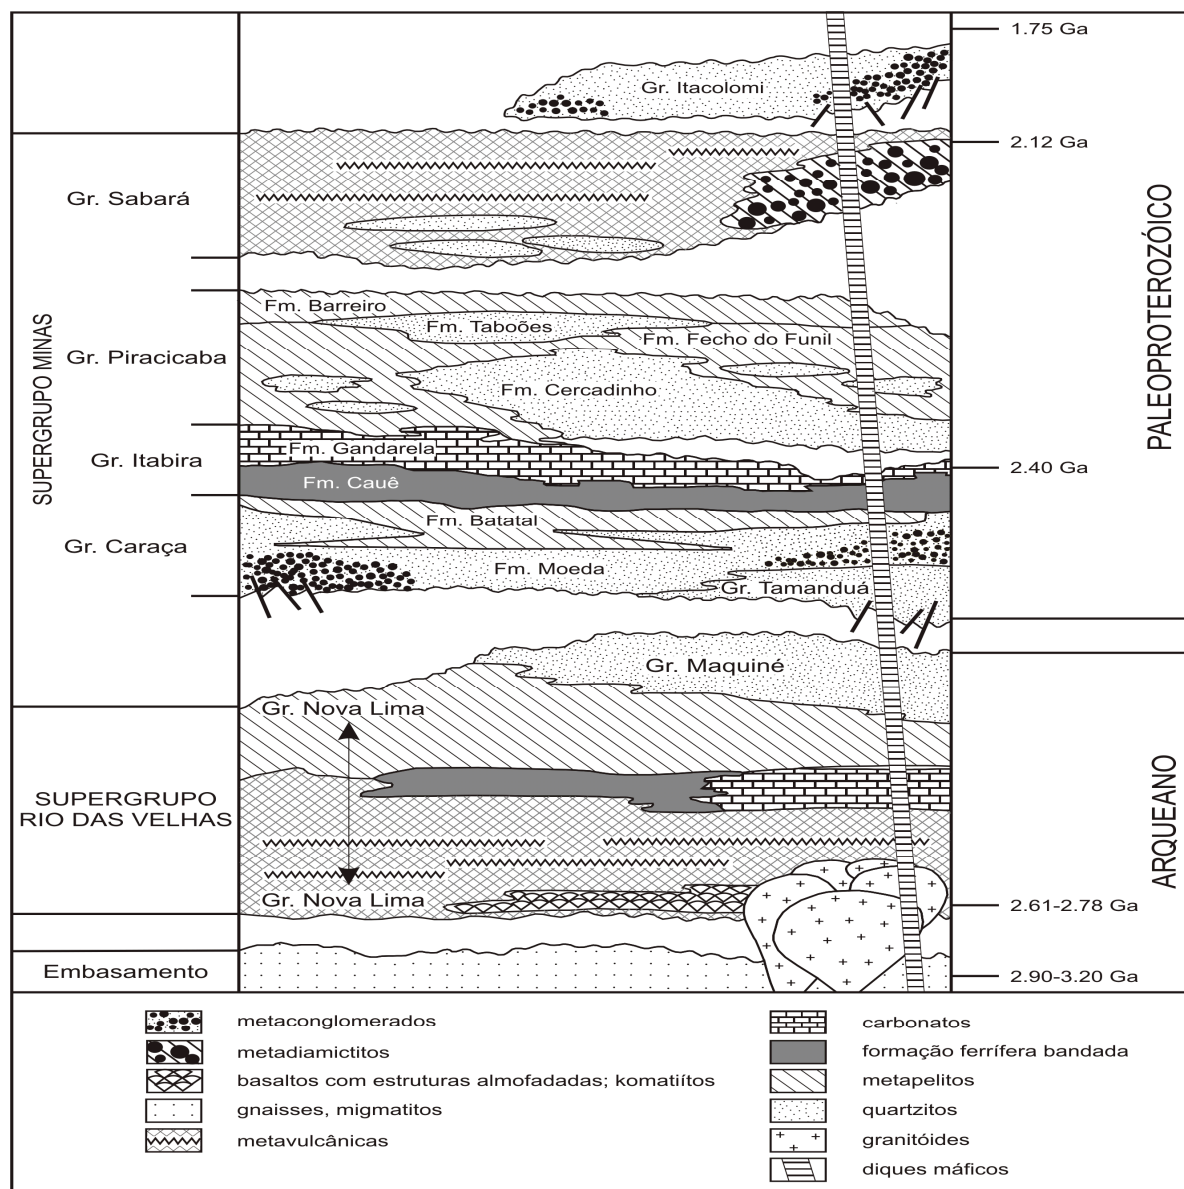 1.75 Ga
Gr. Itacolomi
2.12 Ga
Gr. Sabará
PALEOPROTEROZÓICO
SUPERGRUPO MINAS
Fm. Barreiro
Fm. Taboões
Fm. Fecho do Funil
Gr. Piracicaba
Fm. Cercadinho
Fm. Gandarela
Gr. Itabira
2.40 Ga
Fm. Cauê
Fm. Batatal
Gr. Caraça
Fm. Moeda
Gr. Tamanduá
Gr. Maquiné
Gr. Nova Lima
SUPERGRUPO
RIO DAS VELHAS
ARQUEANO
Gr. Nova Lima
2.61-2.78 Ga
Embasamento
2.90-3.20 Ga
metaconglomerados
metadiamictitos
basaltos com estruturas almofadadas; komatiítos
gnaisses, migmatitos
metavulcânicas
carbonatos
formação ferrífera bandada
metapelitos
quartzitos
granitóides
diques máficos